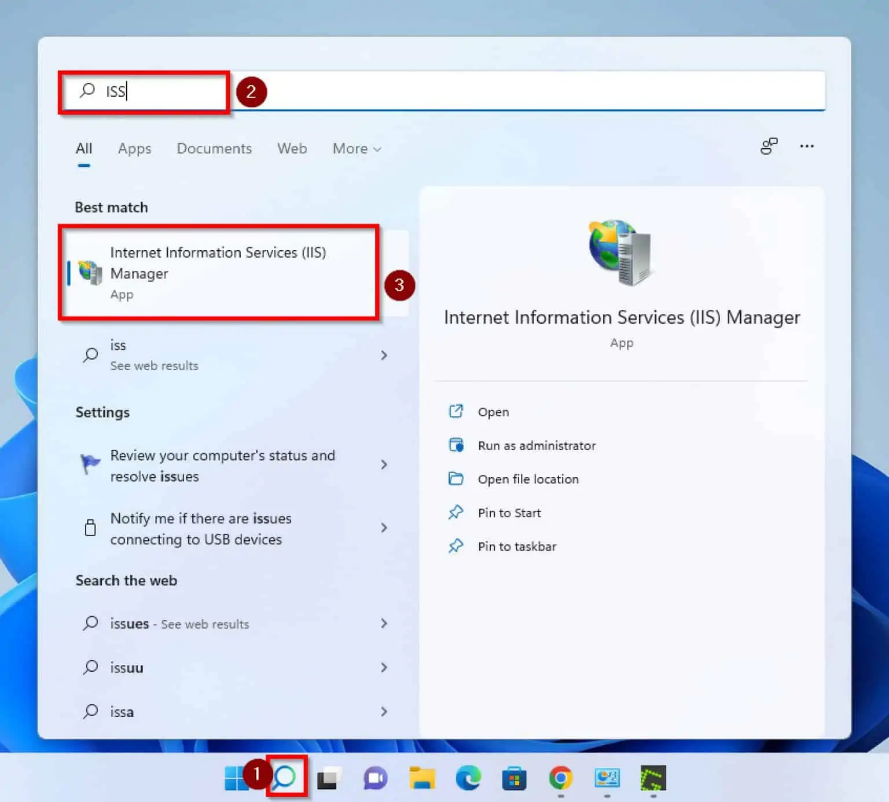 ISS
2
All Apps Documents Web More
Best match
Internet Information Services (IIS)
Manager
App
3
iss
See web results
Settings
Review your computer's status and
resolve issues
Notify me if there are issues
connecting to USB devices
Search the web
issues - See web results
issuu
issa
Internet Information Services (IIS) Manager
App
Open
Run as administrator
Open file location
Pin to Start
Pin to taskbar
1